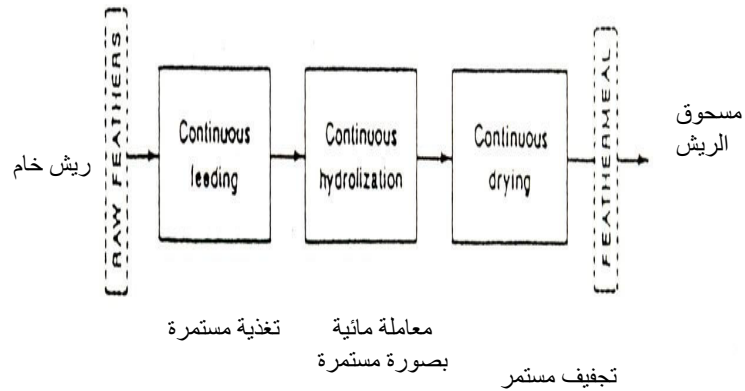 RAW FEATHERS
Continuous
feeding
Continuous
hydrolization
Continuous
drying
FEATHERMEAL
ريش خام
مسحوق
الريش
تغذية مستمرة
معاملة مائية
بصورة مستمرة
تجفيف مستمر